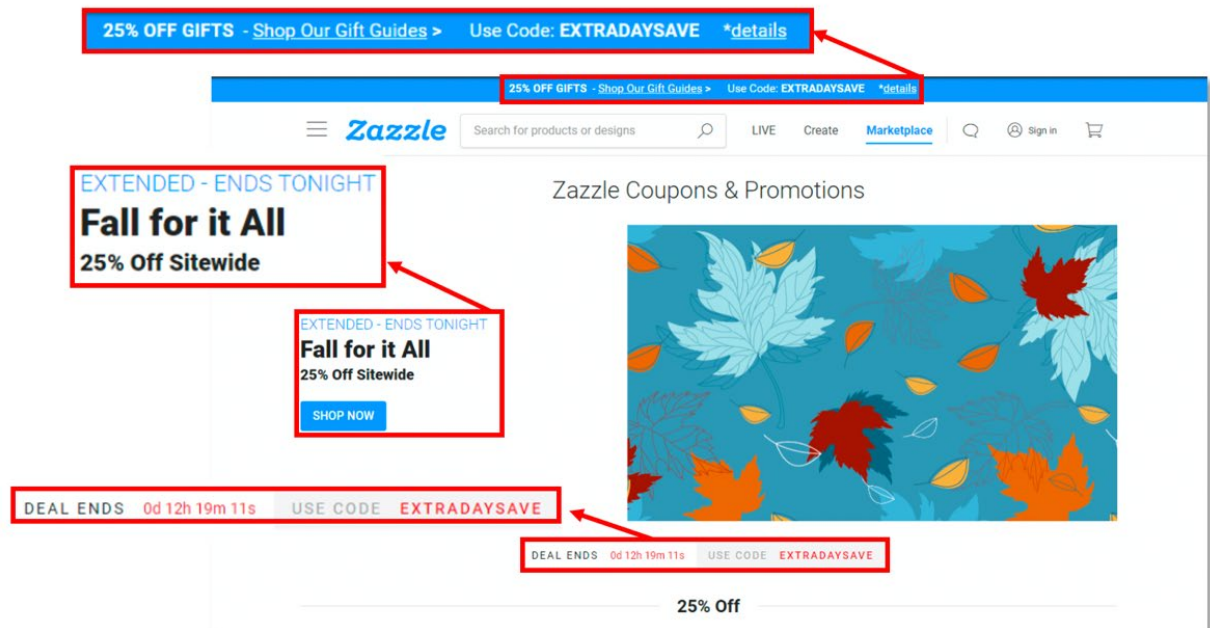 25% OFF GIFTS - Shop Our Gift Guides > Use Code: EXTRADAYSAVE *details
25% OFF GIFTS - Shop Our Gift Guides > Use Code: EXTRADAYSAVE *details
Zazzle Search for products or designs LIVE Create Marketplace Sign in
EXTENDED - ENDS TONIGHT
Fall for it All
25% Off Sitewide
Zazzle Coupons & Promotions
EXTENDED - ENDS TONIGHT
Fall for it All
25% Off Sitewide
SHOP NOW
DEAL ENDS 0d 12h 19m 11s USE CODE EXTRADAYSAVE
DEAL ENDS 0d 12h 19m 11s USE CODE EXTRADAYSAVE
25% Off